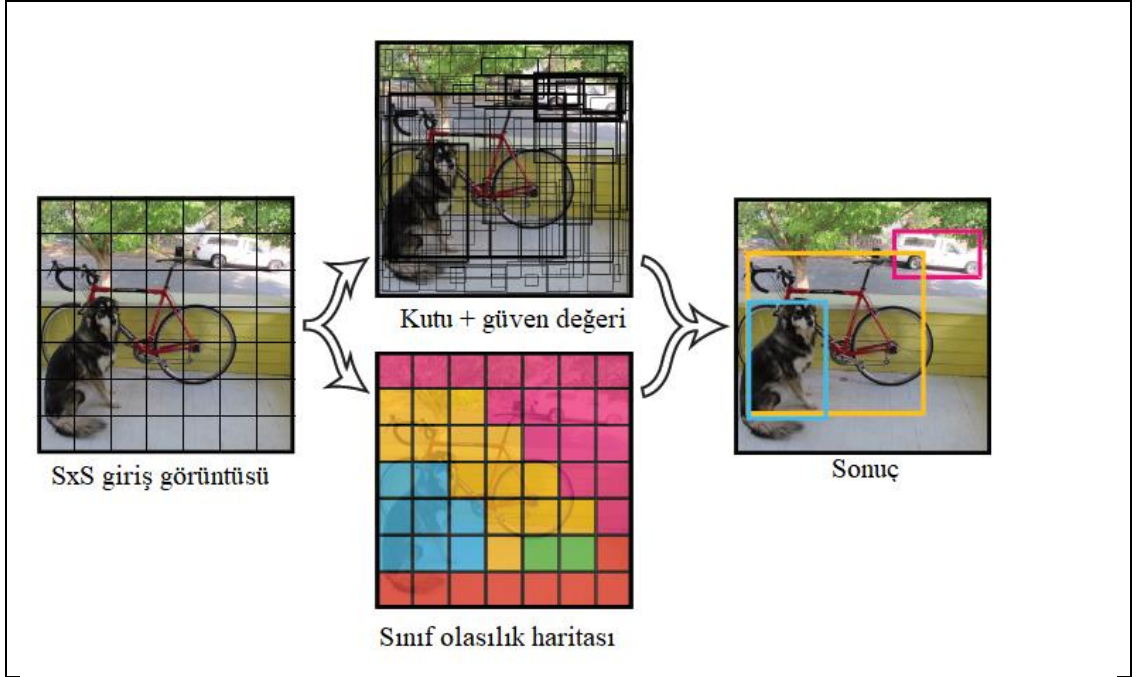 Kutu + güven değeri
SxS giriş görüntüsü
Sonuç
Sınıf olasılık haritası